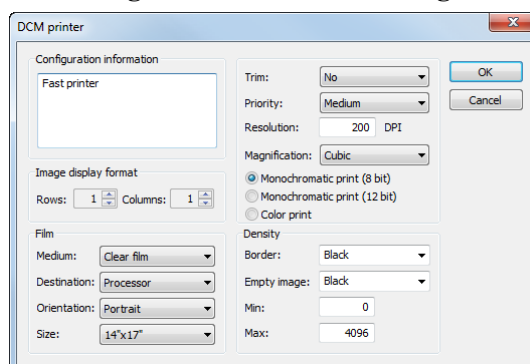 DCM printer
Configuration information
Fast printer
Image display format
Rows: 1 Columns: 1
Film
Medium: Clear film
Destination: Processor
Orientation: Portrait
Size: 14"x17"
Trim: No
Priority: Medium
Resolution: 200 DPI
Magnification: Cubic
Monochromatic print (8 bit)
Monochromatic print (12 bit)
Color print
Density
Border: Black
Empty image: Black
Min: 0
Max: 4096
OK
Cancel